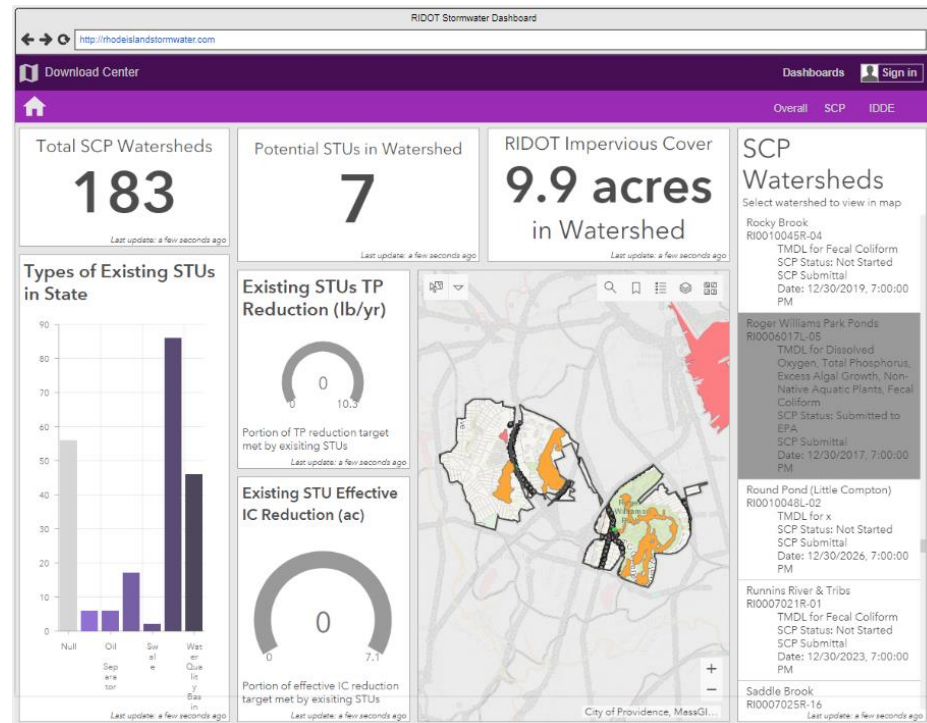 RIDOT Stormwater Dashboard
http://rhodeislandstormwater.com
Download Center
Dashboards
Sign in
Overall SCP IDDE
Total SCP Watersheds
183
Last update: a few seconds ago
Potential STUs in Watershed
7
Last update: a few seconds ago
RIDOT Impervious Cover
9.9 acres
in Watershed
Last update: a few seconds ago
Types of Existing STUs
in State
90
80
70
60
50
40
30
20
10
0
Null
Oil
Separa
tor
Sw
al
e
Wat
er
Qua
lit
y
Bas
in
Last update: a few seconds ago
Existing STUs TP
Reduction (lb/yr)
0
0 10.3
Portion of TP reduction target
met by exisiting STUs
Last update: a few seconds ago
Existing STU Effective
IC Reduction (ac)
0
0 7.1
Portion of effective IC reduction
target met by existing STUs
Last update: a few seconds ago
+
−
City of Providence, MassGI...
SCP
Watersheds
Select watershed to view in map
Rocky Brook
RI0010045R-04
TMDL for Fecal Coliform
SCP Status: Not Started
SCP Submittal
Date: 12/30/2019, 7:00:00
PM
Roger Williams Park Ponds
RI0006017L-05
TMDL for Dissolved
Oxygen, Total Phosphorus,
Excess Algal Growth, Non-
Native Aquatic Plants, Fecal
Coliform
SCP Status: Submitted to
EPA
SCP Submittal
Date: 12/30/2017, 7:00:00
PM
Round Pond (Little Compton)
RI0010048L-02
TMDL for x
SCP Status: Not Started
SCP Submittal
Date: 12/30/2026, 7:00:00
PM
Runnins River & Tribs
RI0007021R-01
TMDL for Fecal Coliform
SCP Status: Not Started
SCP Submittal
Date: 12/30/2023, 7:00:00
PM
Saddle Brook
RI0007025R-16
Last update: a few seconds ago